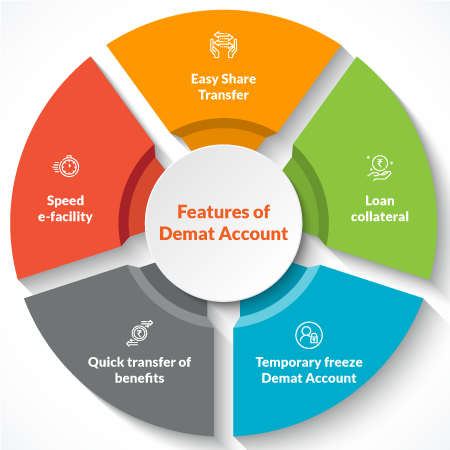 Easy Share
Transfer
Speed
e-facility
Loan
collateral
Features of
Demat Account
Quick transfer of
benefits
Temporary freeze
Demat Account